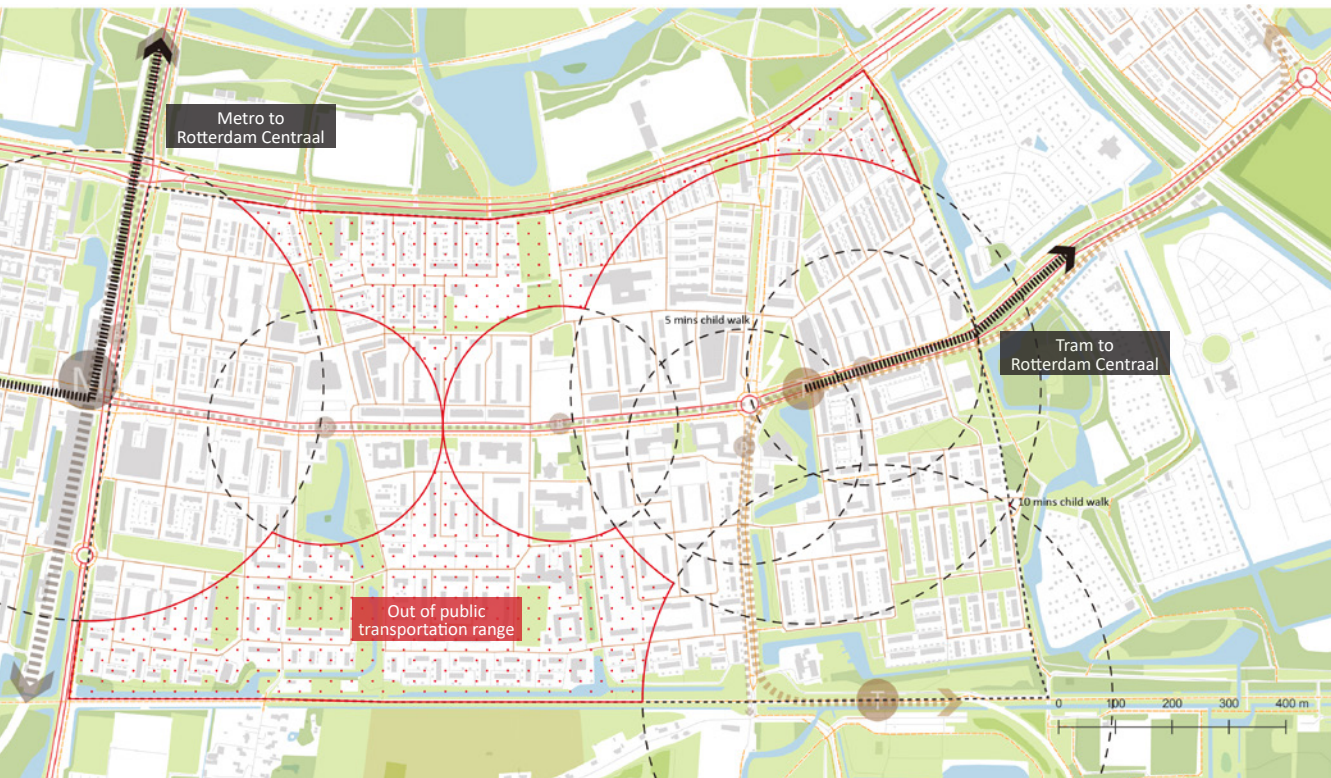 Metro to
Rotterdam Centraal
5 mins child walk
Tram to
Rotterdam Centraal
M
10 mins child walk
Out of public
transportation range
T
0 100 200 300 400 m